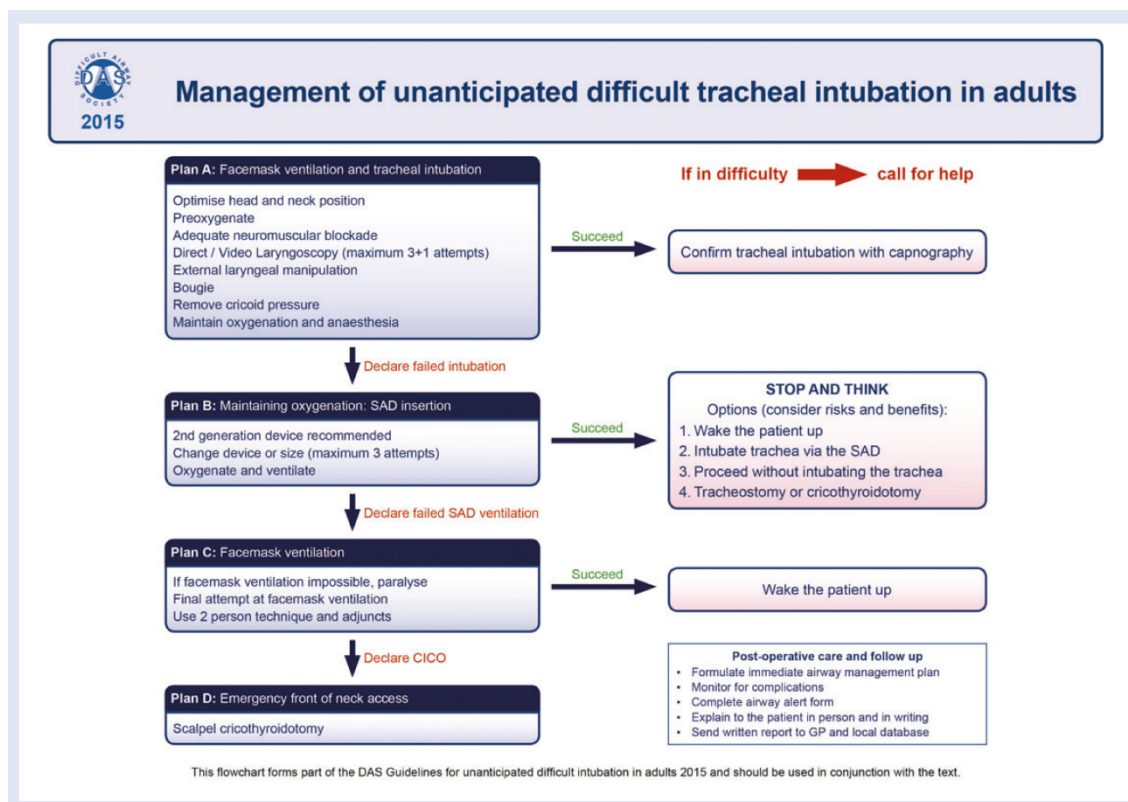 DIFFICULT AIRWAY
DAS
SOCIETY
2015
Management of unanticipated difficult tracheal intubation in adults
If in difficulty
call for help
Plan A: Facemask ventilation and tracheal intubation
Optimise head and neck position
Preoxygenate
Adequate neuromuscular blockade
Direct / Video Laryngoscopy (maximum 3+1 attempts)
External laryngeal manipulation
Bougie
Remove cricoid pressure
Maintain oxygenation and anaesthesia
Succeed
Confirm tracheal intubation with capnography
Declare failed intubation
Plan B: Maintaining oxygenation: SAD insertion
2nd generation device recommended
Change device or size (maximum 3 attempts)
Oxygenate and ventilate
Succeed
STOP AND THINK
Options (consider risks and benefits):
1. Wake the patient up
2. Intubate trachea via the SAD
3. Proceed without intubating the trachea
4. Tracheostomy or cricothyroidotomy
Declare failed SAD ventilation
Plan C: Facemask ventilation
If facemask ventilation impossible, paralyse
Final attempt at facemask ventilation
Use 2 person technique and adjuncts
Succeed
Wake the patient up
Declare CICO
Plan D: Emergency front of neck access
Scalpel cricothyroidotomy
Post-operative care and follow up
• Formulate immediate airway management plan
• Monitor for complications
• Complete airway alert form
• Explain to the patient in person and in writing
• Send written report to GP and local database
This flowchart forms part of the DAS Guidelines for unanticipated difficult intubation in adults 2015 and should be used in conjunction with the text.